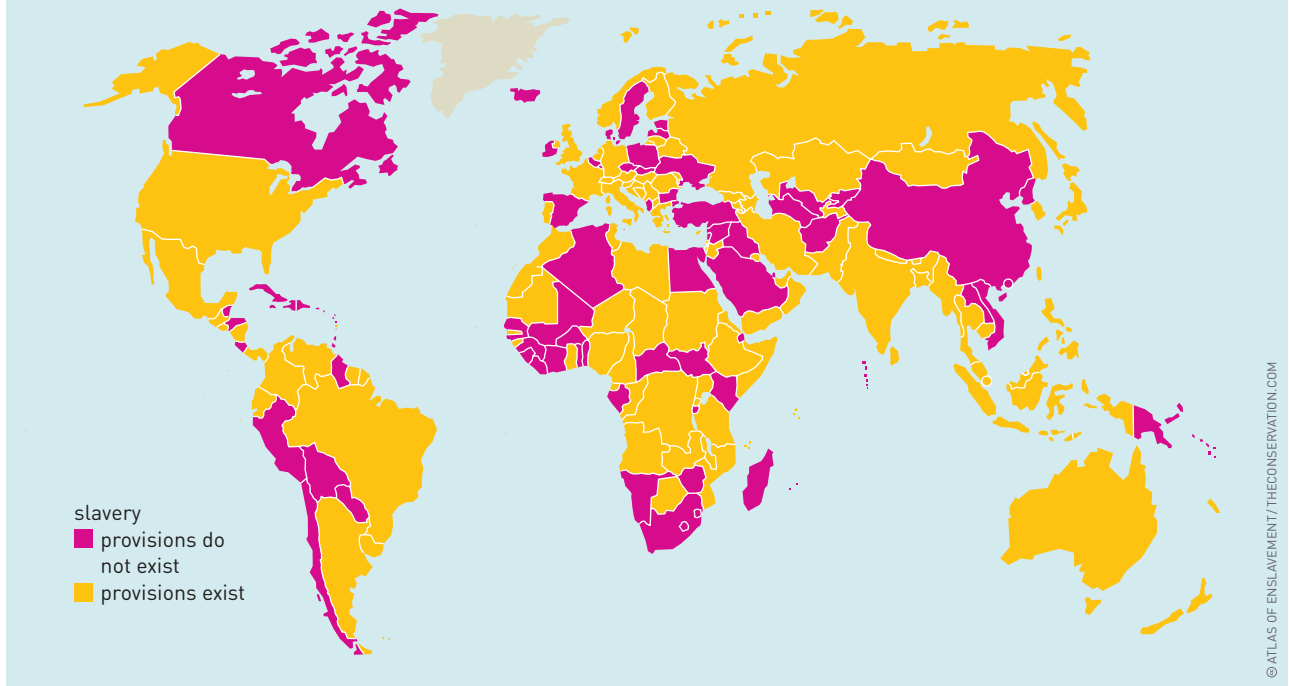 slavery
provisions do
not exist
provisions exist
© ATLAS OF ENSLAVEMENT / THECONSERVATION.COM